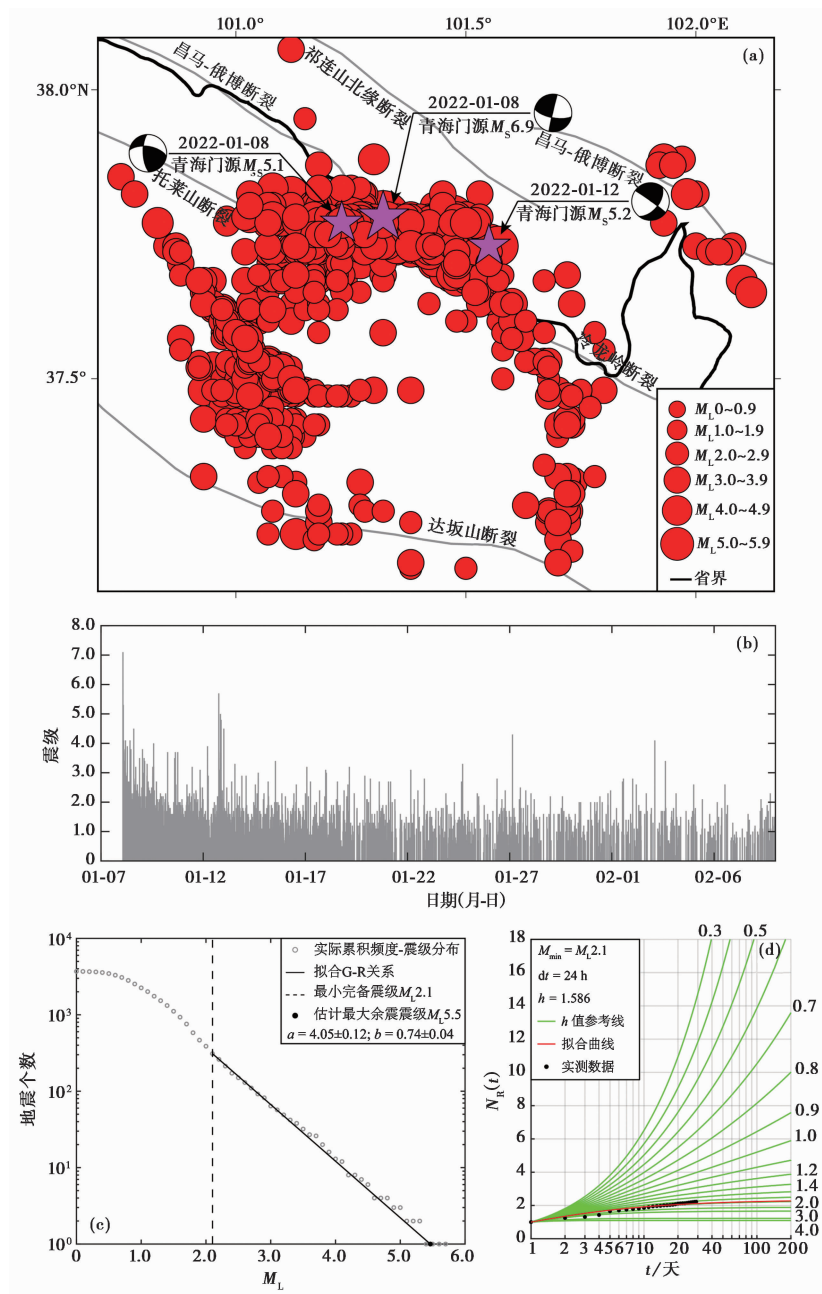 101.0°
101.5°
102.0°E
(a)
38.0°N
37.5°
昌马-俄博断裂
祁连山北缘断裂
2022-01-08
青海门源MS6.9
昌马-俄博断裂
2022-01-08
青海门源MS5.1
托莱山断裂
2022-01-12
青海门源MS5.2
冷龙岭断裂
达坂山断裂
ML0~0.9
ML1.0~1.9
ML2.0~2.9
ML3.0~3.9
ML4.0~4.9
ML5.0~5.9
省界
(b)
震级
8.0
7.0
6.0
5.0
4.0
3.0
2.0
1.0
0
01-07
01-12
01-17
01-22
01-27
02-01
02-06
日期(月-日)
(c)
地震个数
10⁴
10³
10²
10¹
10⁰
0
1.0
2.0
3.0
4.0
5.0
6.0
ML
实际累积频度-震级分布
拟合G-R关系
最小完备震级ML2.1
估计最大余震震级ML5.5
a = 4.05±0.12; b = 0.74±0.04
(d)
NR(t)
18
16
14
12
10
8
6
4
2
0
Mmin = ML2.1
dt = 24 h
h = 1.586
h 值参考线
拟合曲线
实测数据
0.3
0.5
0.7
0.8
0.9
1.0
1.2
1.4
2.0
3.0
4.0
1
2
3
4
5
6
7
10
20
40
100
200
t/天